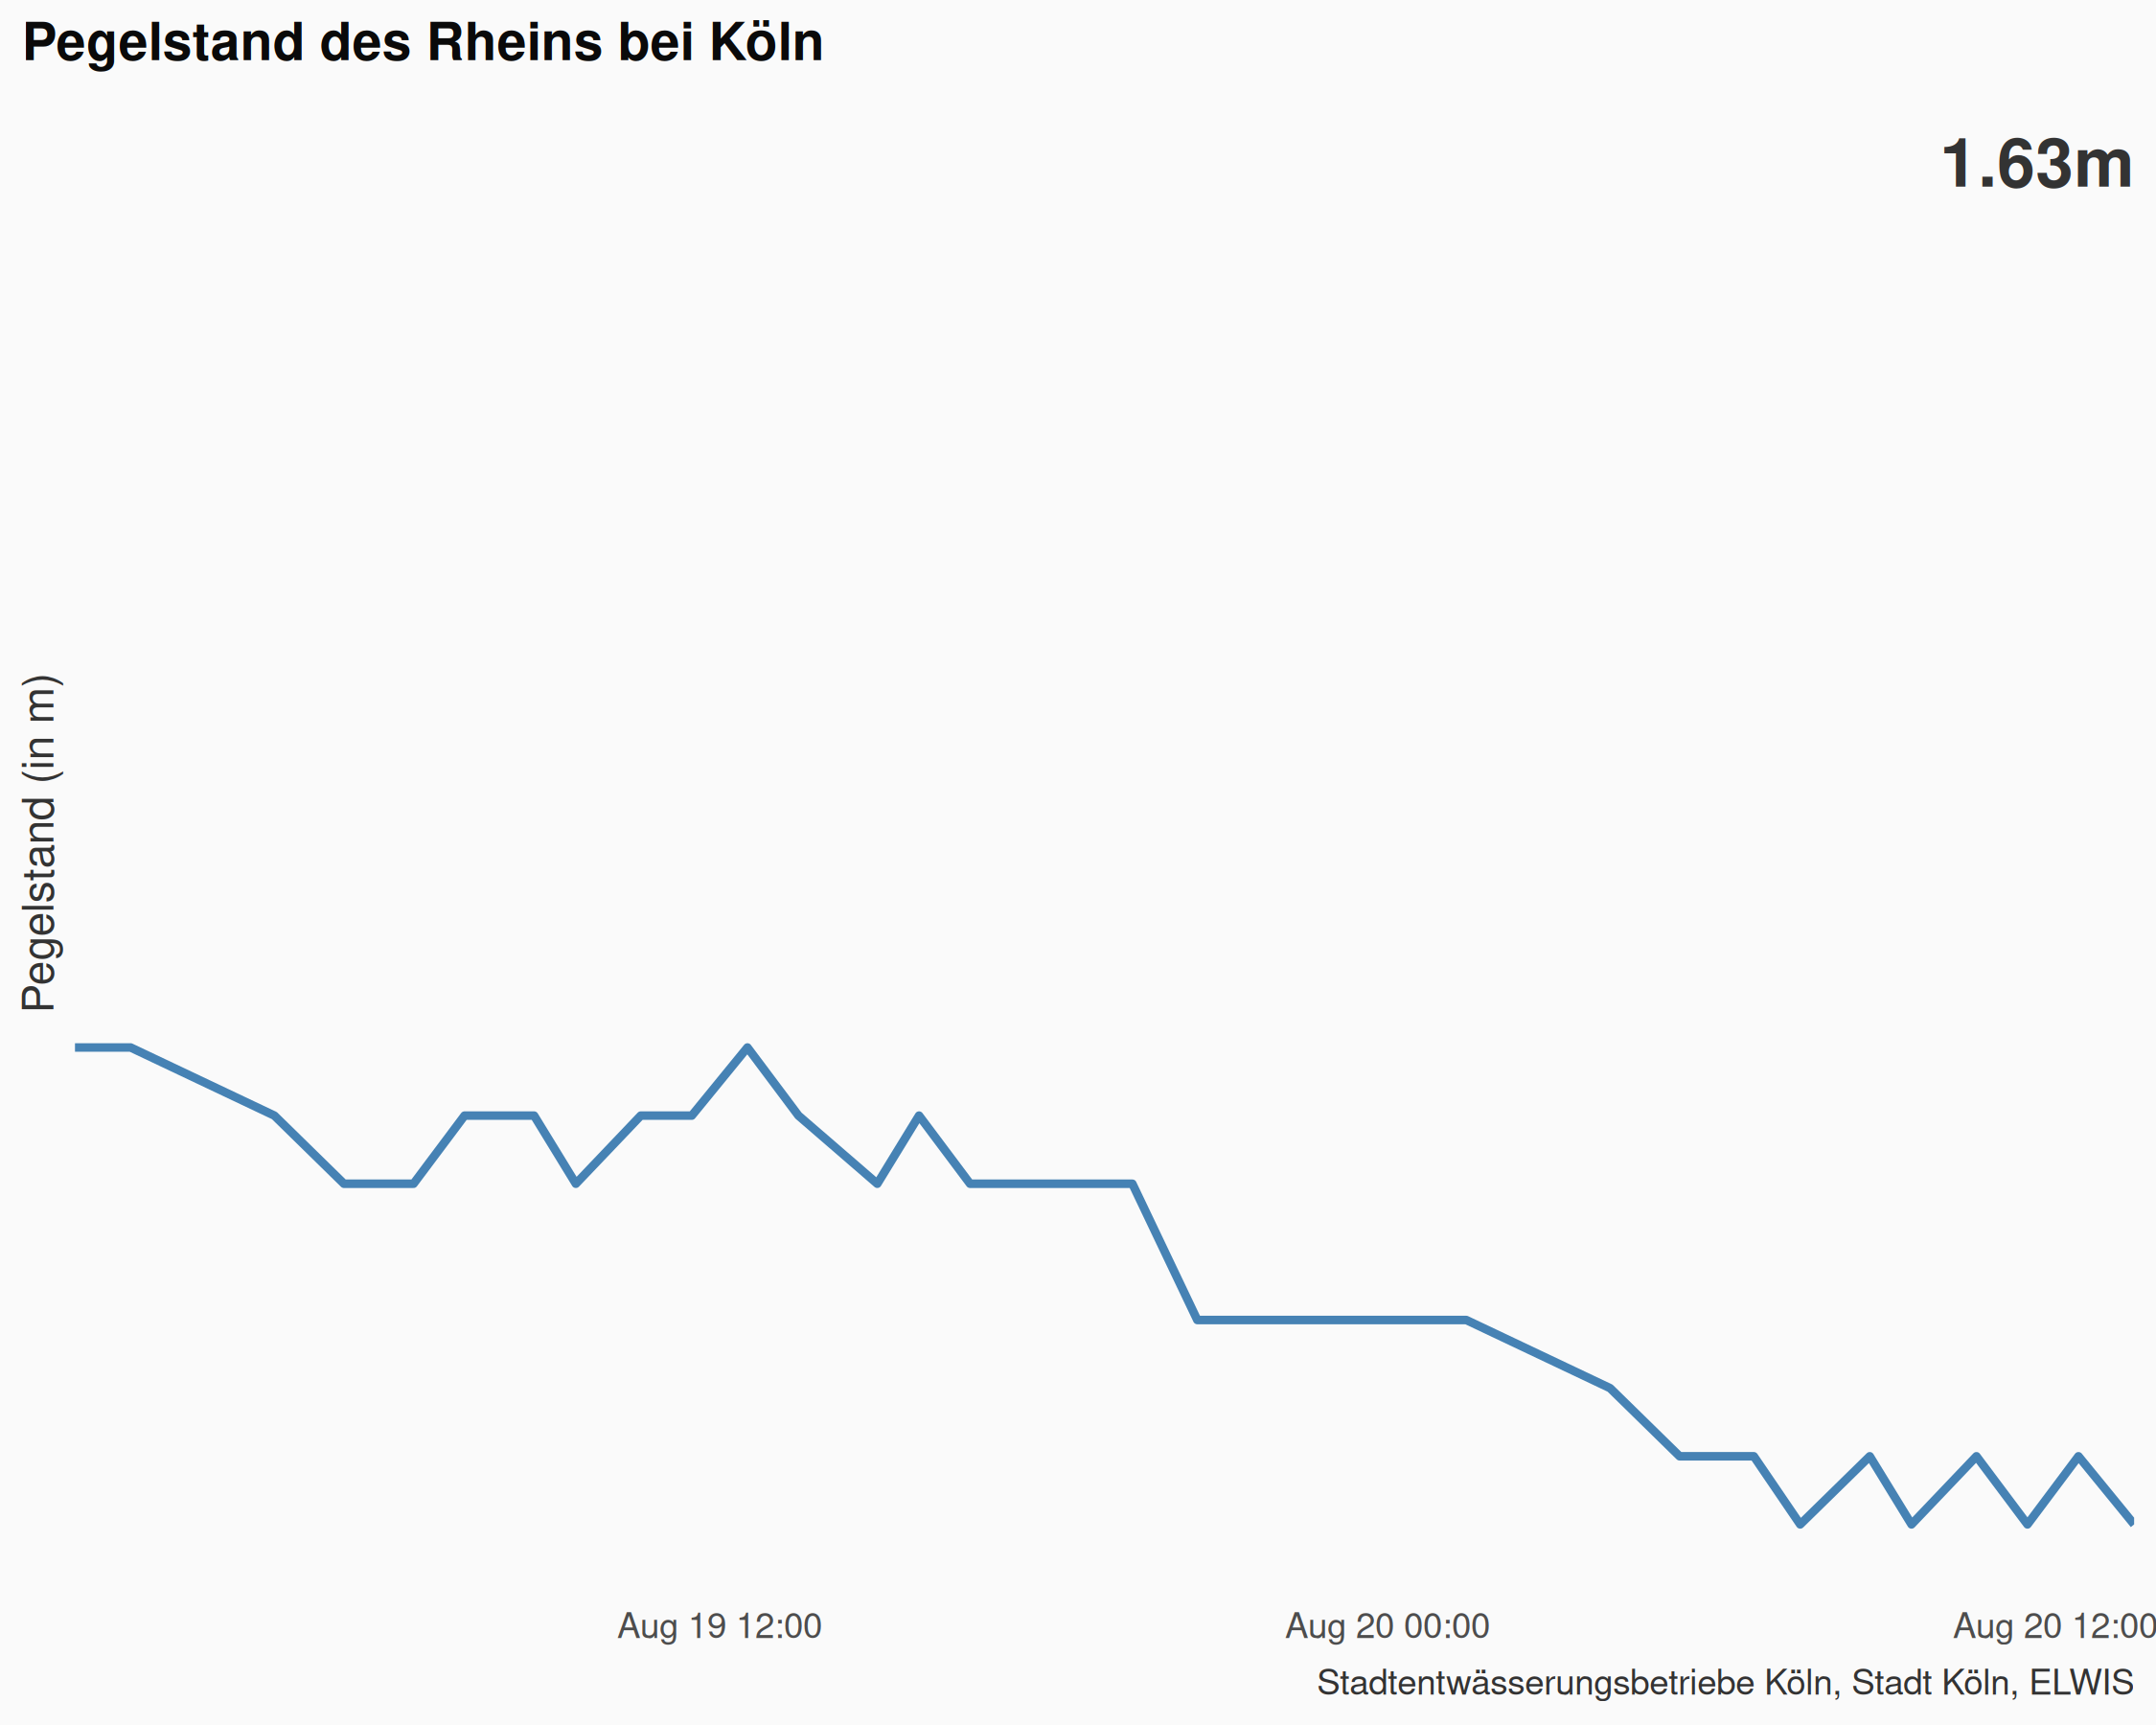 Pegelstand des Rheins bei Köln
1.63m
Pegelstand (in m)
Aug 19 12:00
Aug 20 00:00
Aug 20 12:00
Stadtentwässerungsbetriebe Köln, Stadt Köln, ELWIS